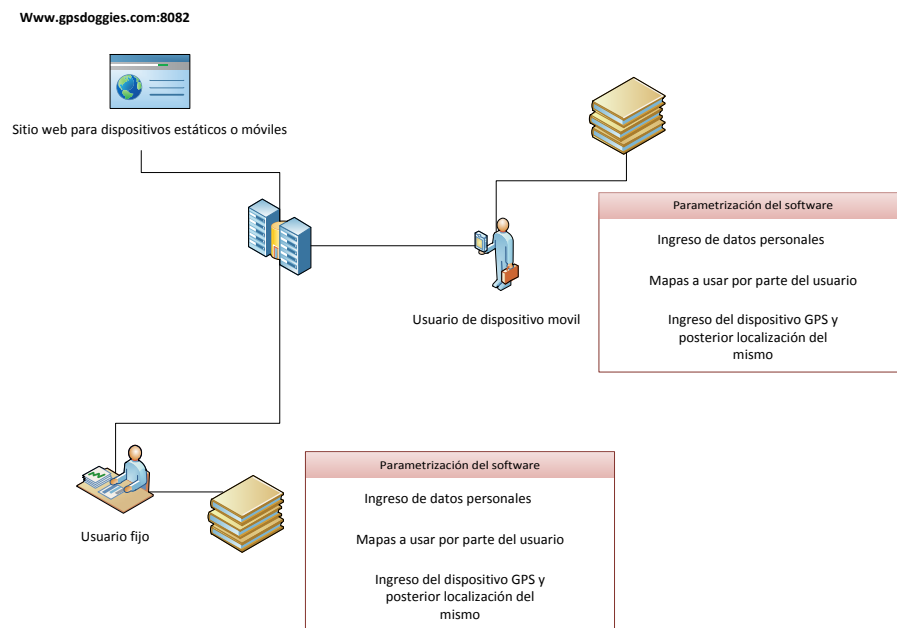 Www.gpsdoggies.com:8082
Sitio web para dispositivos estáticos o móviles
Parametrización del software
Ingreso de datos personales
Mapas a usar por parte del usuario
Ingreso del dispositivo GPS y
posterior localización del
mismo
Usuario de dispositivo movil
Parametrización del software
Ingreso de datos personales
Mapas a usar por parte del usuario
Ingreso del dispositivo GPS y
posterior localización del
mismo
Usuario fijo